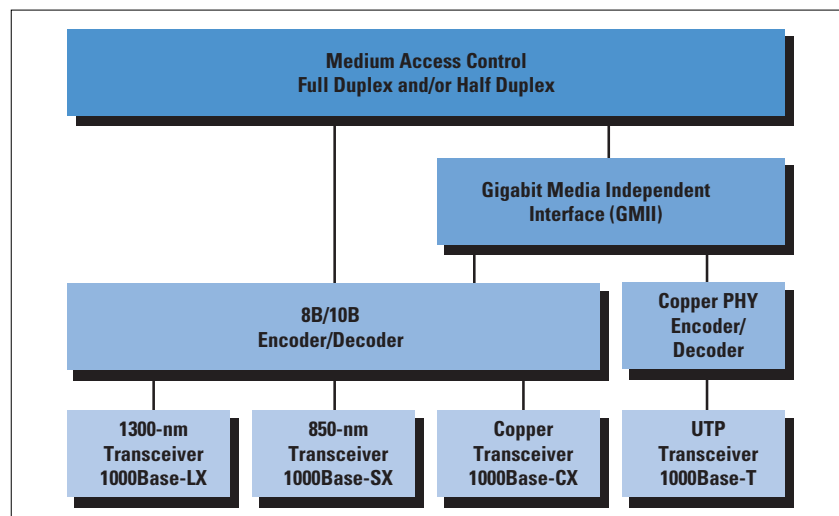 Medium Access Control
Full Duplex and/or Half Duplex
Gigabit Media Independent
Interface (GMII)
8B/10B
Encoder/Decoder
Copper PHY
Encoder/
Decoder
1300-nm
Transceiver
1000Base-LX
850-nm
Transceiver
1000Base-SX
Copper
Transceiver
1000Base-CX
UTP
Transceiver
1000Base-T